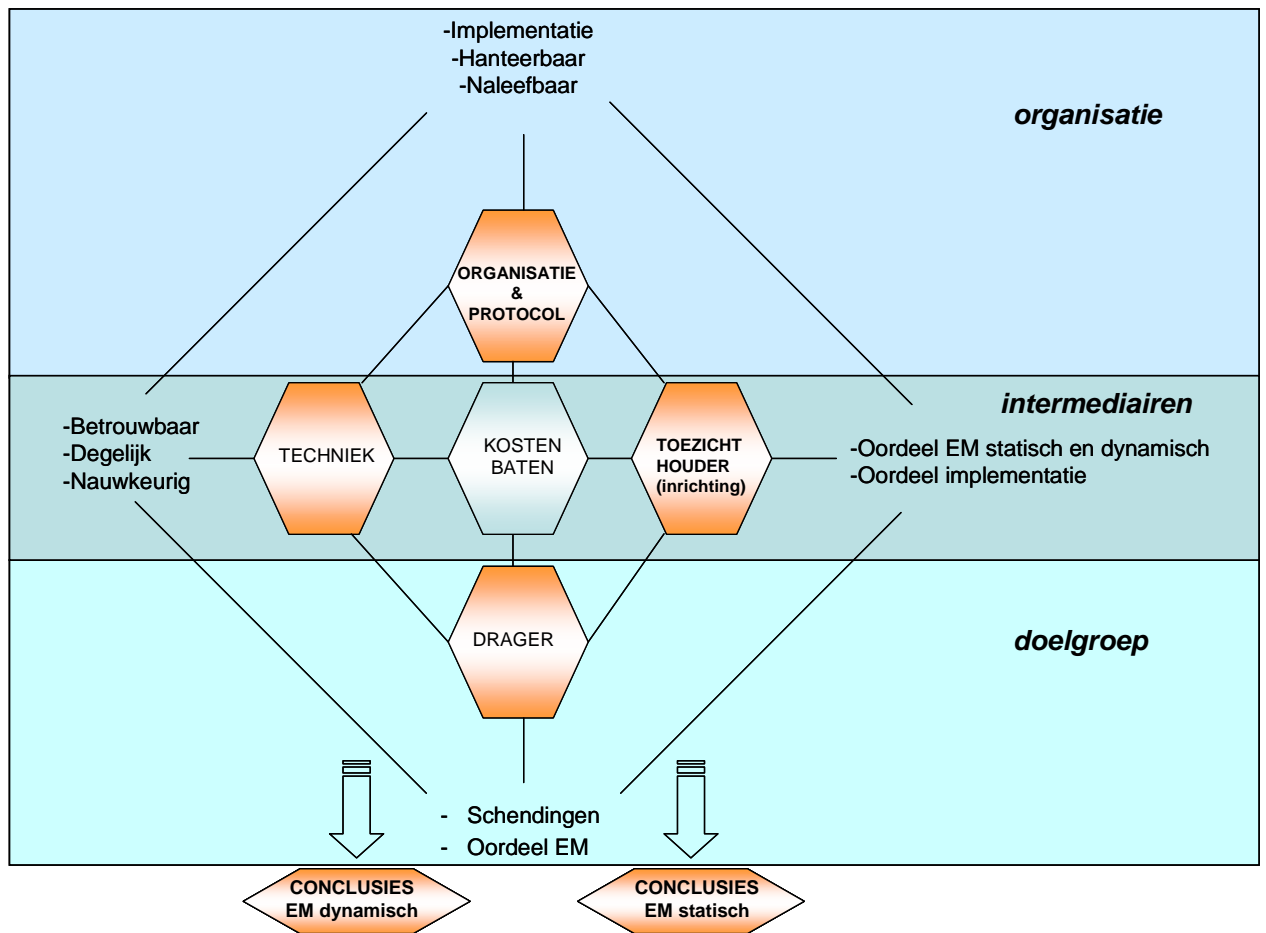 -Implementatie
-Hanteerbaar
-Naleefbaar
organisatie
ORGANISATIE
&
PROTOCOL
intermediairen
-Betrouwbaar
-Degelijk
-Nauwkeurig
TECHNIEK
KOSTEN
BATEN
TOEZICHT
HOUDER
(inrichting)
-Oordeel EM statisch en dynamisch
-Oordeel implementatie
DRAGER
doelgroep
- Schendingen
- Oordeel EM
CONCLUSIES
EM dynamisch
CONCLUSIES
EM statisch